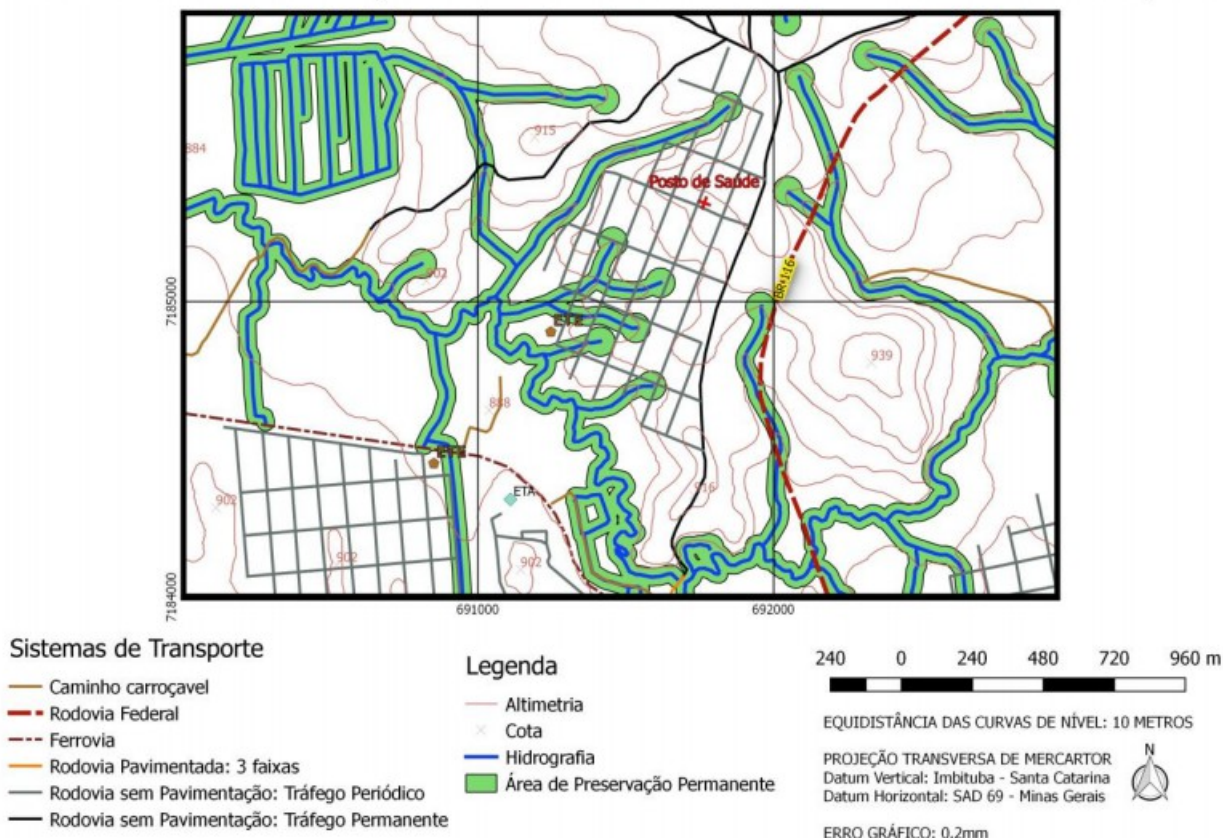 915
884
Posto de Saúde
BR-116
902
7185000
ETE
939
888
ETE
902
ETA
916
902
902
7184000
691000
692000
Sistemas de Transporte
Caminho carroçavel
Rodovia Federal
Ferrovia
Rodovia Pavimentada: 3 faixas
Rodovia sem Pavimentação: Tráfego Periódico
Rodovia sem Pavimentação: Tráfego Permanente
Legenda
Altimetria
Cota
Hidrografia
Área de Preservação Permanente
240 0 240 480 720 960 m
EQUIDISTÂNCIA DAS CURVAS DE NÍVEL: 10 METROS
PROJEÇÃO TRANSVERSA DE MERCARTOR
Datum Vertical: Imbituba - Santa Catarina
Datum Horizontal: SAD 69 - Minas Gerais
N
ERRO GRÁFICO: 0,2mm